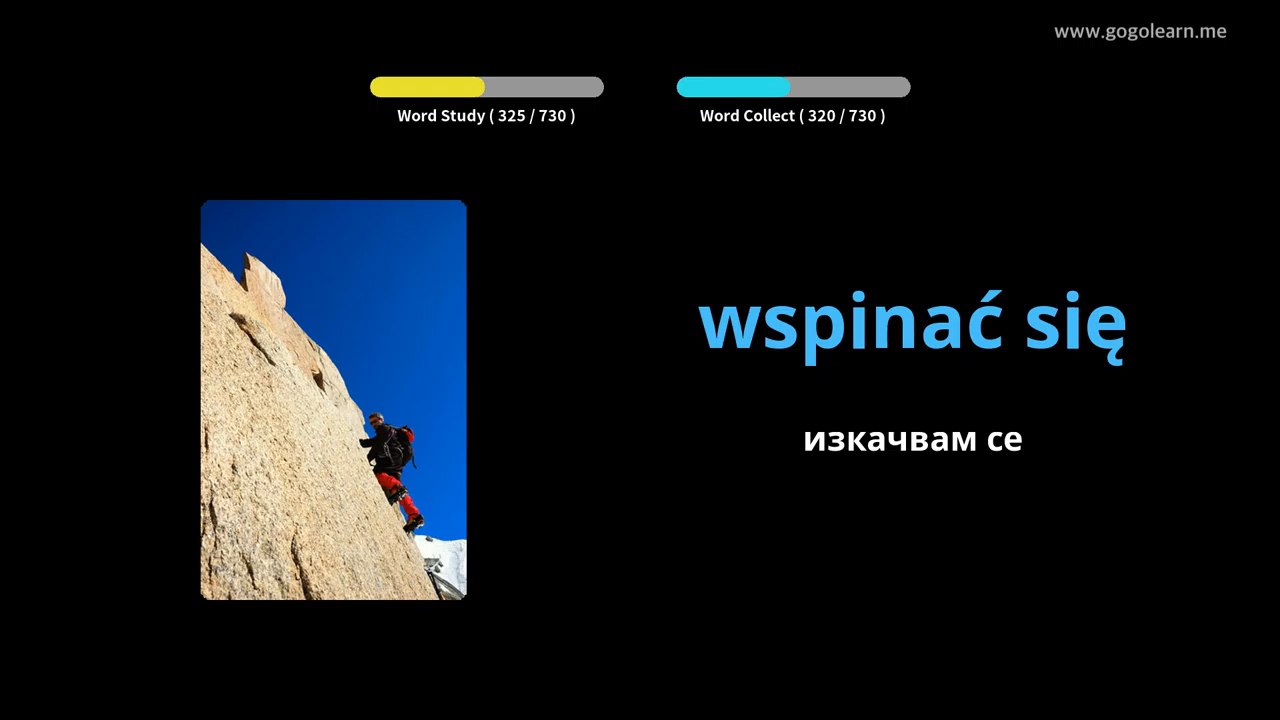 www.gogolearn.me
Word Study ( 325 / 730 )
Word Collect ( 320 / 730 )
wspinać się
изкачвам се